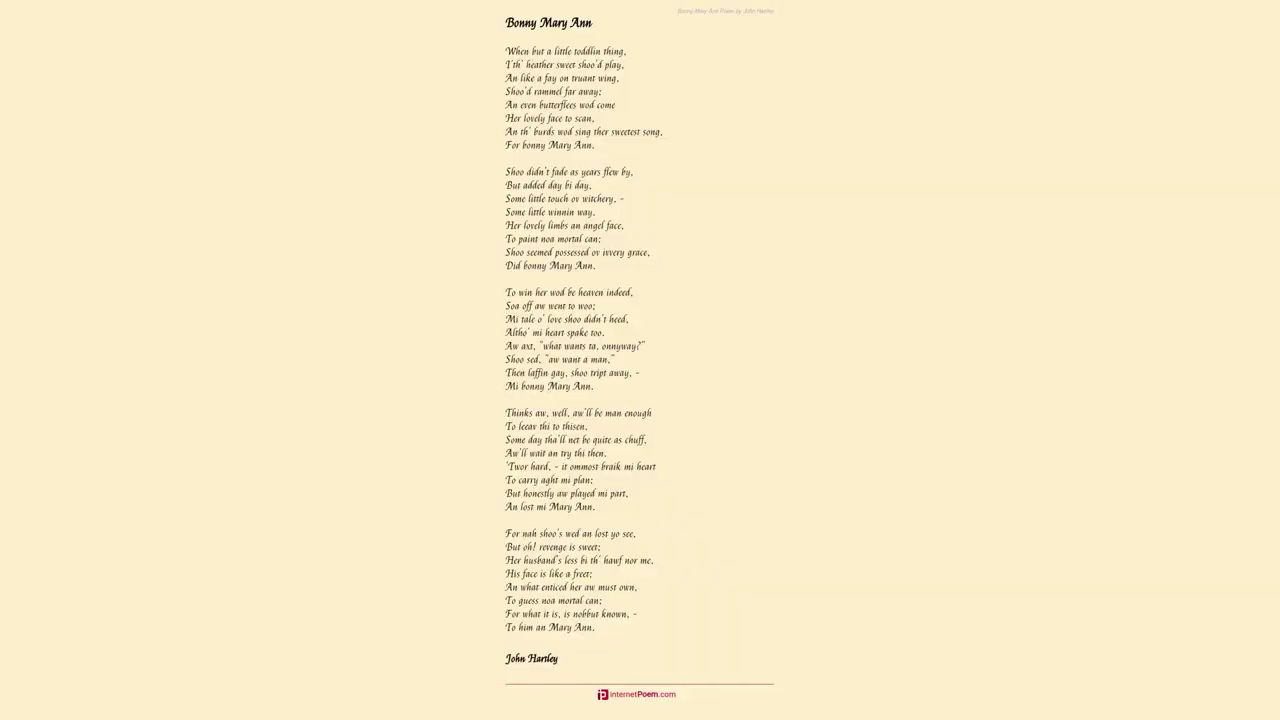 Bonny Mary Ann Poem by John Hartley
Bonny Mary Ann
When but a little toddlin thing,
I'th' heather sweet shoo'd play,
An like a fay on truant wing,
Shoo'd rammel far away;
An even butterflees wod come
Her lovely face to scan,
An th' burds wod sing ther sweetest song,
For bonny Mary Ann.
Shoo didn't fade as years flew by,
But added day bi day,
Some little touch ov witchery, -
Some little winnin way.
Her lovely limbs an angel face,
To paint noa mortal can;
Shoo seemed possessed ov ivvery grace,
Did bonny Mary Ann.
To win her wod be heaven indeed,
Soa off aw went to woo;
Mi tale o' love shoo didn't heed,
Altho' mi heart spake too.
Aw axt, "what wants ta, onnyway?"
Shoo sed, "aw want a man,"
Then laffin gay, shoo tript away, -
Mi bonny Mary Ann.
Thinks aw, well, aw'll be man enough
To leeav thi to thisen,
Some day tha'll net be quite as chuff,
Aw'll wait an try thi then.
'Twor hard, - it ommost braik mi heart
To carry aght mi plan;
But honestly aw played mi part,
An lost mi Mary Ann.
For nah shoo's wed an lost yo see,
But oh! revenge is sweet;
Her husband's less bi th' hawf nor me,
His face is like a freet;
An what enticed her aw must own,
To guess noa mortal can;
For what it is, is nobbut known, -
To him an Mary Ann.
John Hartley
InternetPoem.com